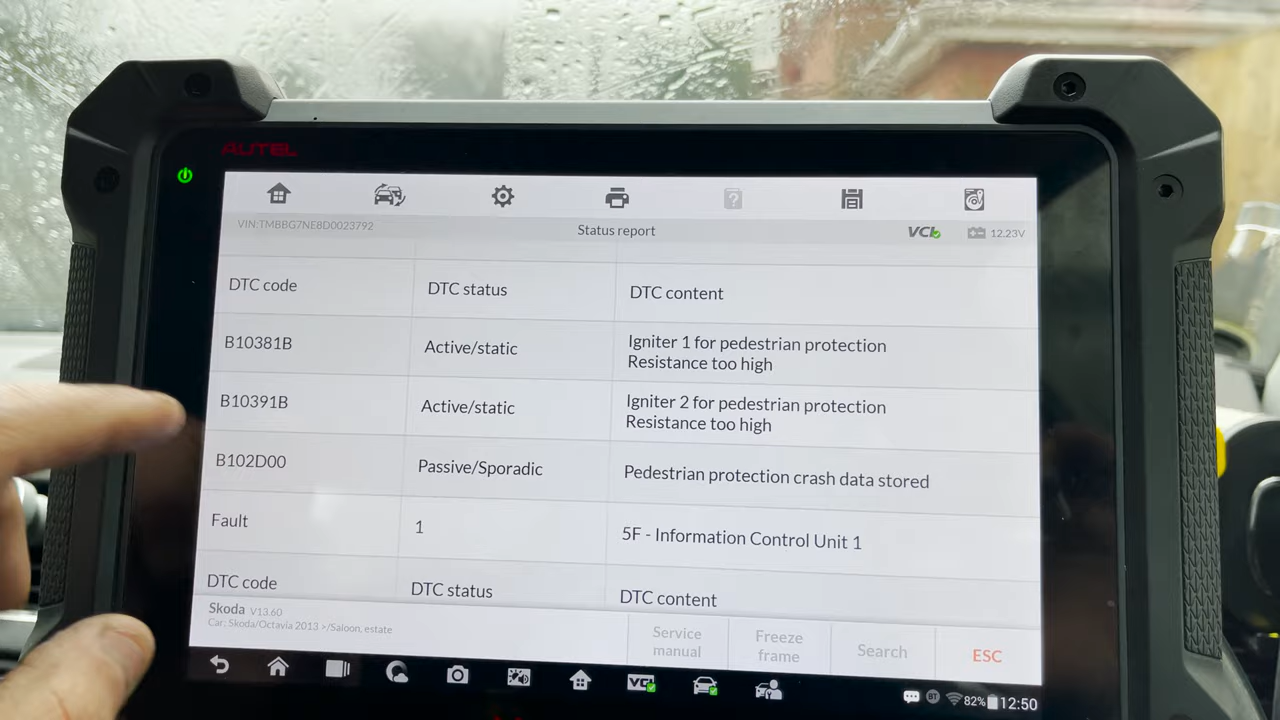 AUTEL
VIN:TMBBG7NE8D0023792
Status report
VCI
12.23V
DTC code
DTC status
DTC content
B10381B
Active/static
Igniter 1 for pedestrian protection
Resistance too high
B10391B
Active/static
Igniter 2 for pedestrian protection
Resistance too high
B102D00
Passive/Sporadic
Pedestrian protection crash data stored
Fault
1
5F - Information Control Unit 1
DTC code
DTC status
DTC content
Skoda V13.60
Car: Skoda/Octavia 2013 >/Saloon, estate
Service
manual
Freeze
frame
Search
ESC
VCI
BT
82%
12:50